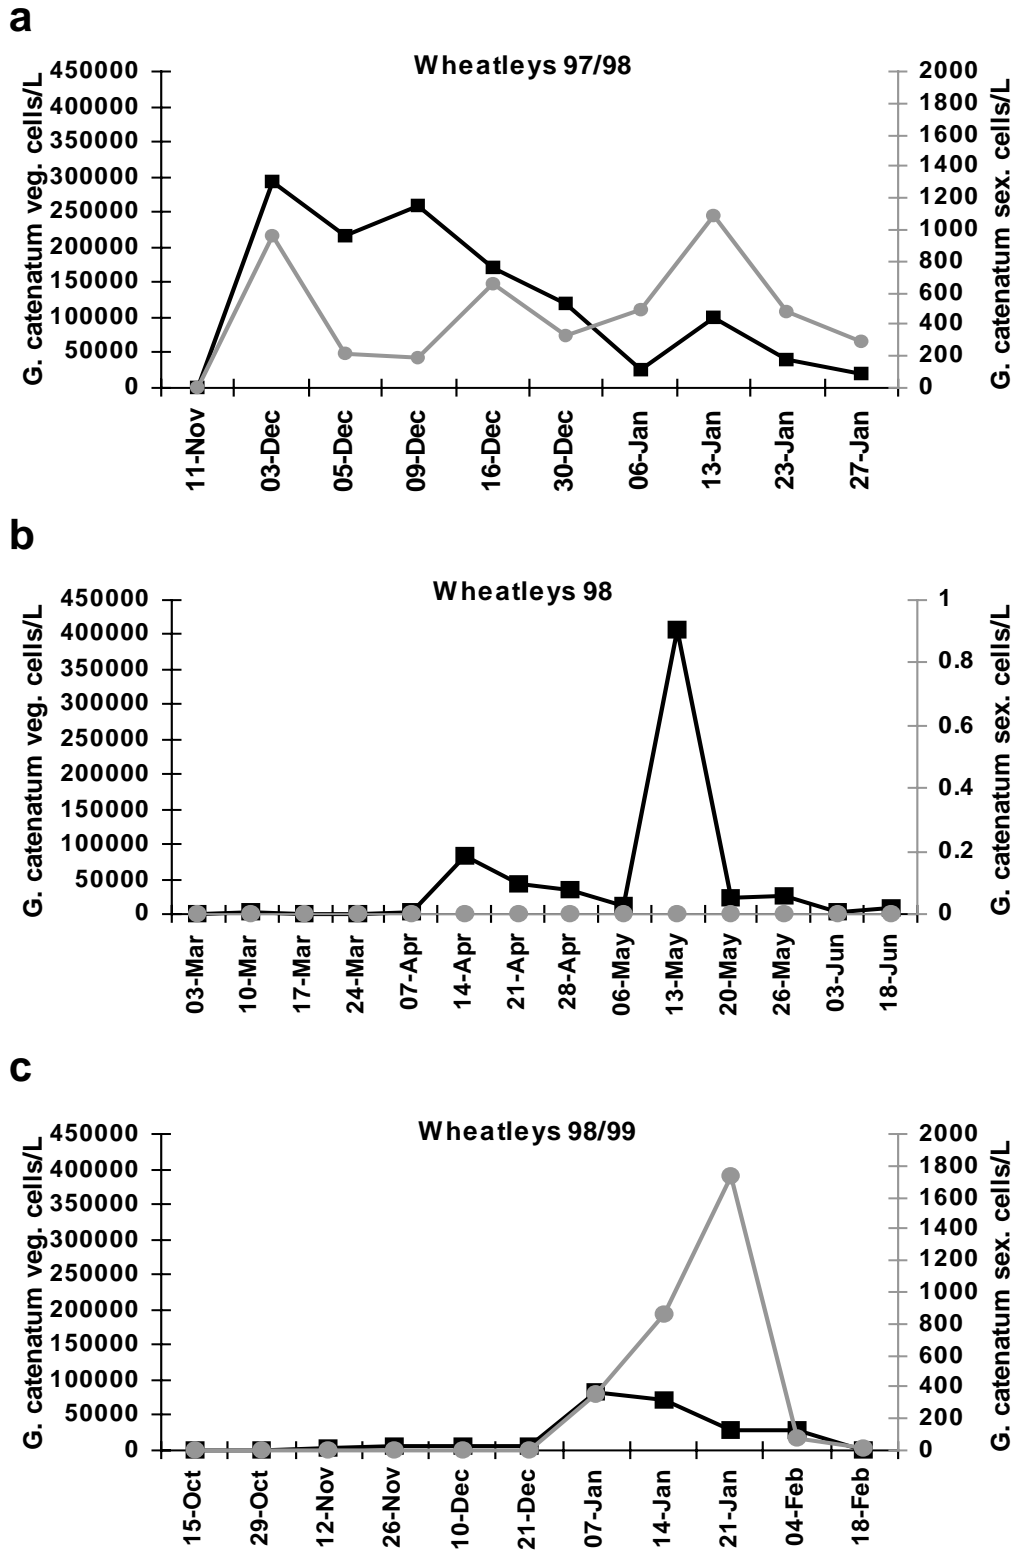 a
Wheatleys 97/98
G. catenatum veg. cells/L
450000
400000
350000
300000
250000
200000
150000
100000
50000
0
2000
1800
1600
1400
1200
1000
800
600
400
200
0
G. catenatum sex. cells/L
11-Nov
03-Dec
05-Dec
09-Dec
16-Dec
30-Dec
06-Jan
13-Jan
23-Jan
27-Jan
b
Wheatleys 98
G. catenatum veg. cells/L
450000
400000
350000
300000
250000
200000
150000
100000
50000
0
1
0.8
0.6
0.4
0.2
0
G. catenatum sex. cells/L
03-Mar
10-Mar
17-Mar
24-Mar
07-Apr
14-Apr
21-Apr
28-Apr
06-May
13-May
20-May
26-May
03-Jun
18-Jun
c
Wheatleys 98/99
G. catenatum veg. cells/L
450000
400000
350000
300000
250000
200000
150000
100000
50000
0
2000
1800
1600
1400
1200
1000
800
600
400
200
0
G. catenatum sex. cells/L
15-Oct
29-Oct
12-Nov
26-Nov
10-Dec
21-Dec
07-Jan
14-Jan
21-Jan
04-Feb
18-Feb